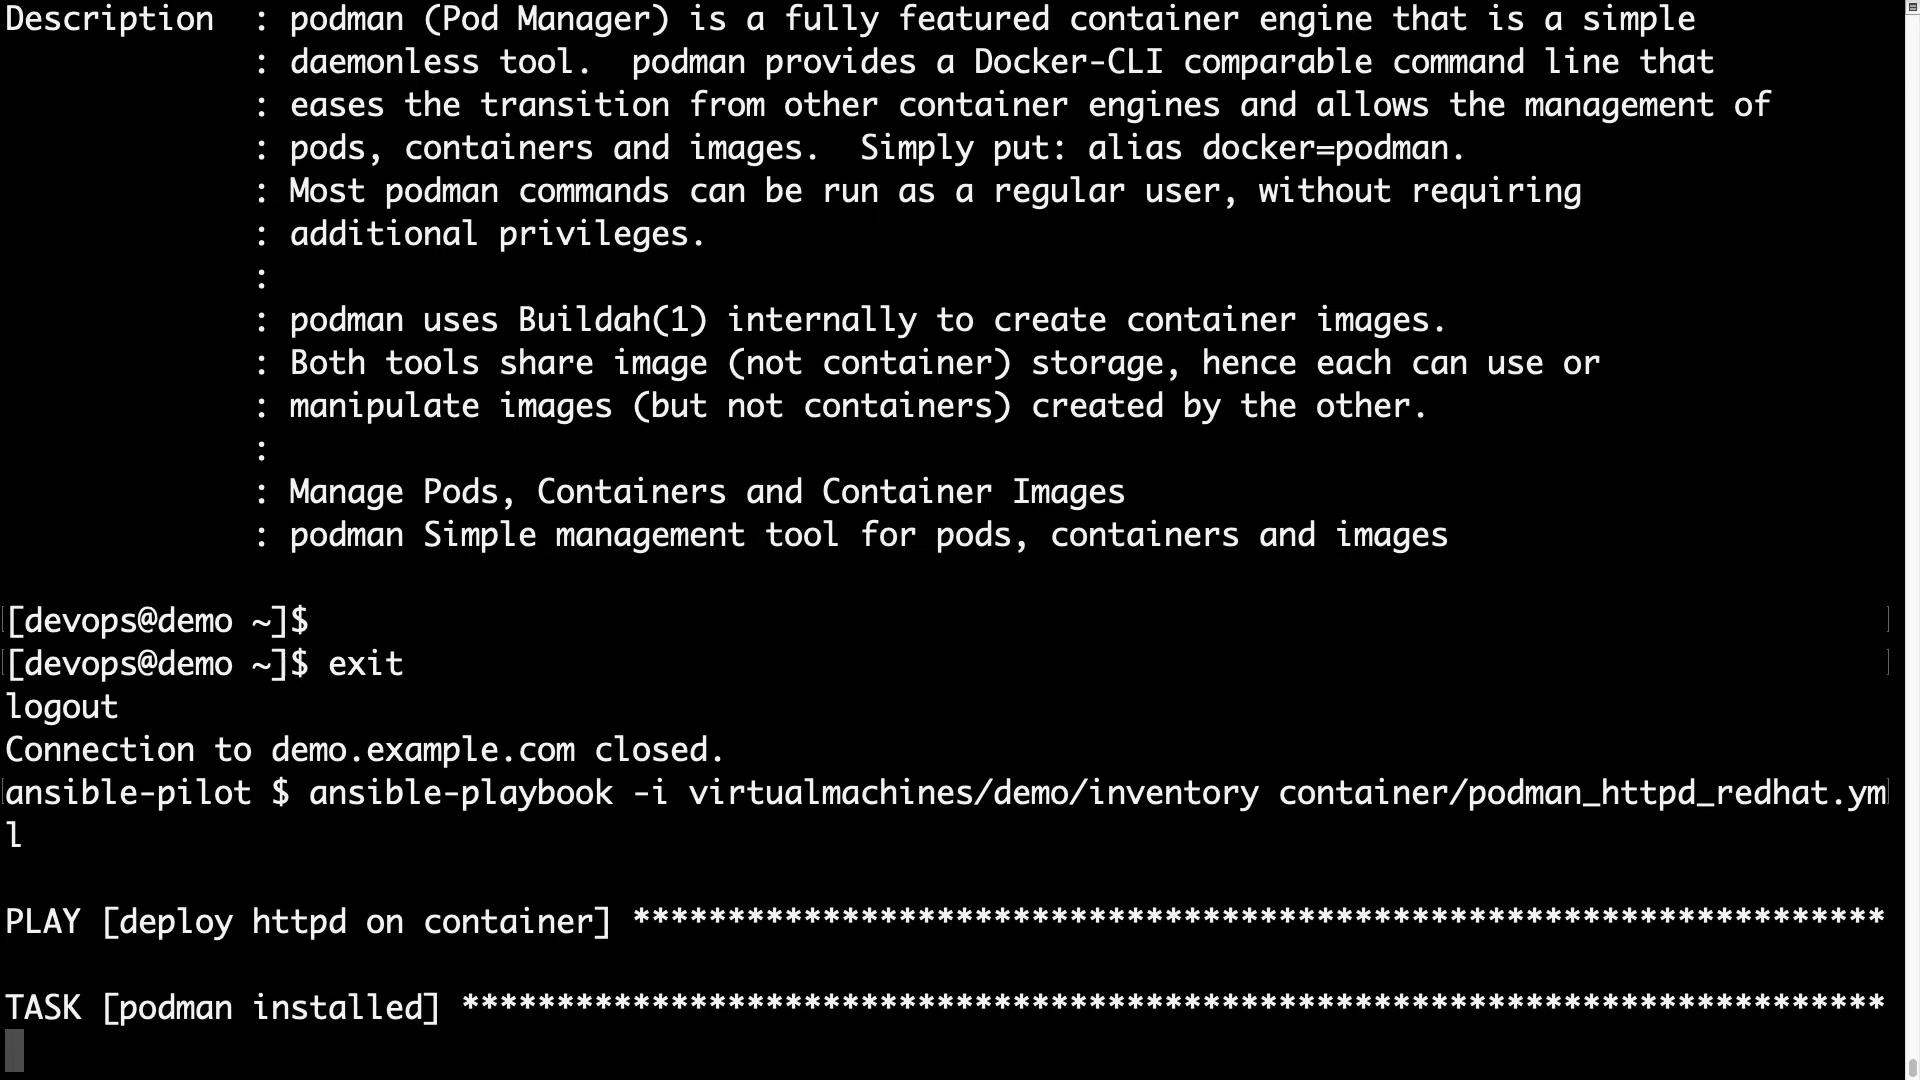 Description  : podman (Pod Manager) is a fully featured container engine that is a simple
: daemonless tool.  podman provides a Docker-CLI comparable command line that
: eases the transition from other container engines and allows the management of
: pods, containers and images.  Simply put: alias docker=podman.
: Most podman commands can be run as a regular user, without requiring
: additional privileges.
:
: podman uses Buildah(1) internally to create container images.
: Both tools share image (not container) storage, hence each can use or
: manipulate images (but not containers) created by the other.
:
: Manage Pods, Containers and Container Images
: podman Simple management tool for pods, containers and images
[devops@demo ~]$
[devops@demo ~]$ exit
logout
Connection to demo.example.com closed.
ansible-pilot $ ansible-playbook -i virtualmachines/demo/inventory container/podman_httpd_redhat.ym
l
PLAY [deploy httpd on container] ******************************************************************
TASK [podman installed] ***************************************************************************